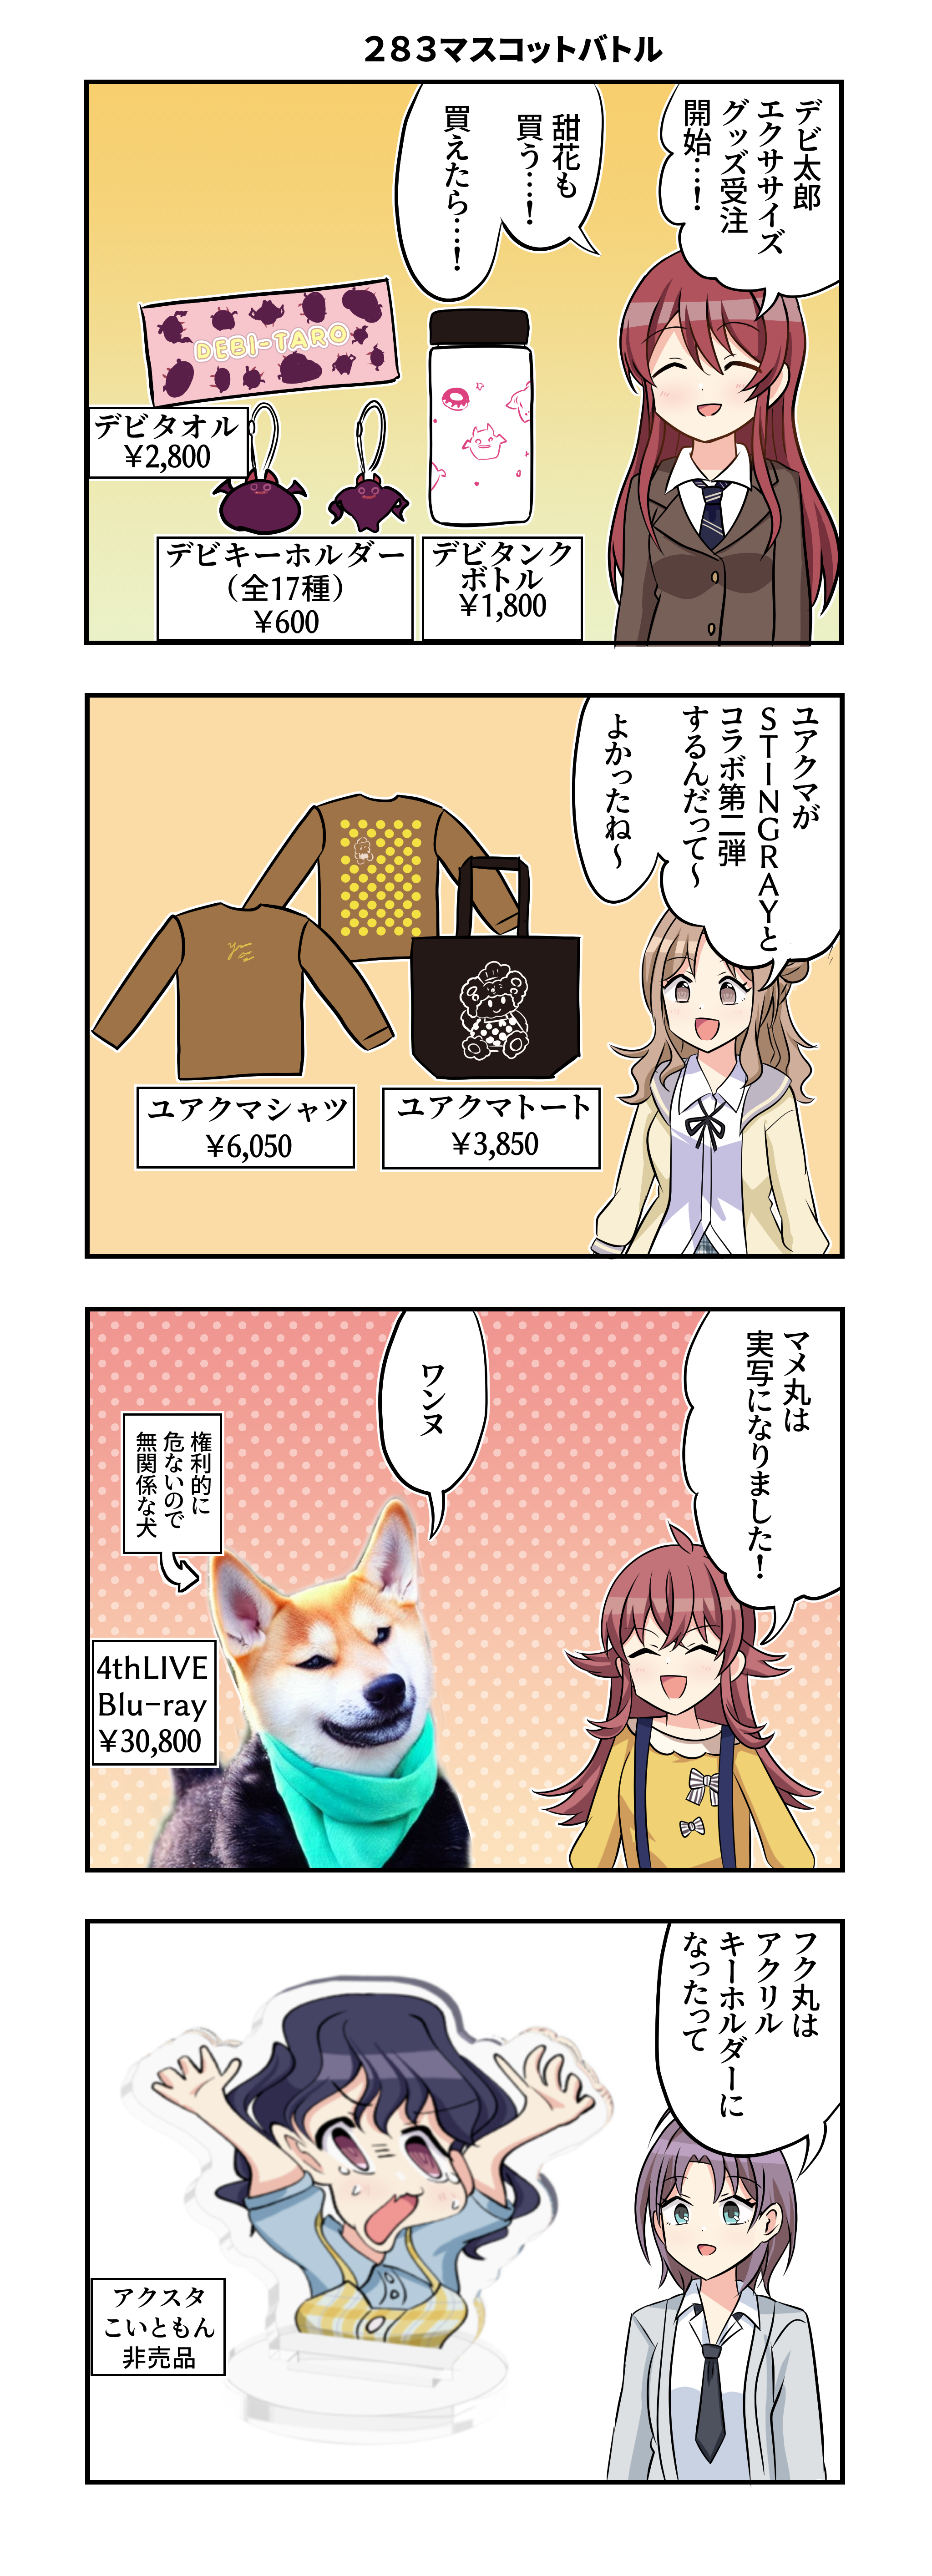 283マスコットバトル
デビ太郎
エクササイズ
グッズ受注
開始…!
甜花も
買う…!
買えたら…!
DEBI-TARO
デビタオル
¥2,800
デビキーホルダー
(全17種)
¥600
デビタンク
ボトル
¥1,800
ユアクマが
STINGRAYと
コラボ第二弾
するんだって~
よかったね~
ユアクマシャツ
¥6,050
ユアクマトート
¥3,850
マメ丸は
実写になりました!
ワンヌ
権利的に
危ないので
無関係な犬
4thLIVE
Blu-ray
¥30,800
フク丸は
アクリル
キーホルダーに
なったって
アクスタ
こいともん
非売品